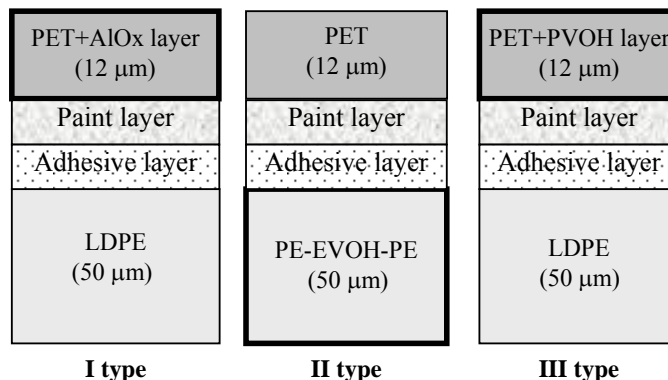 PET+AlOx layer
(12 μm)
Paint layer
Adhesive layer
LDPE
(50 μm)
I type
PET
(12 μm)
Paint layer
Adhesive layer
PE-EVOH-PE
(50 μm)
II type
PET+PVOH layer
(12 μm)
Paint layer
Adhesive layer
LDPE
(50 μm)
III type